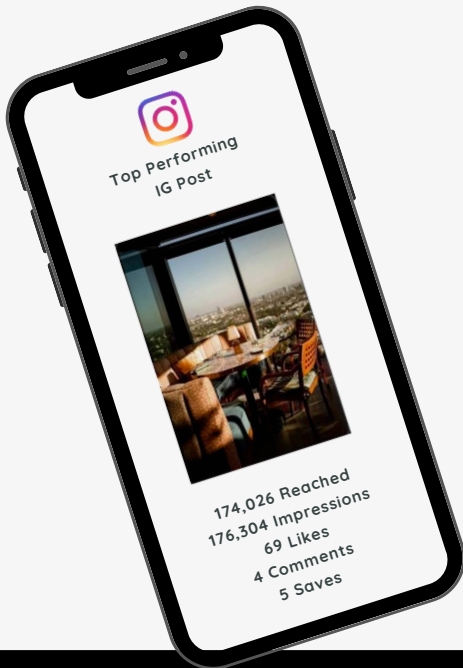 Top Performing
IG Post
174,026 Reached
176,304 Impressions
69 Likes
4 Comments
5 Saves